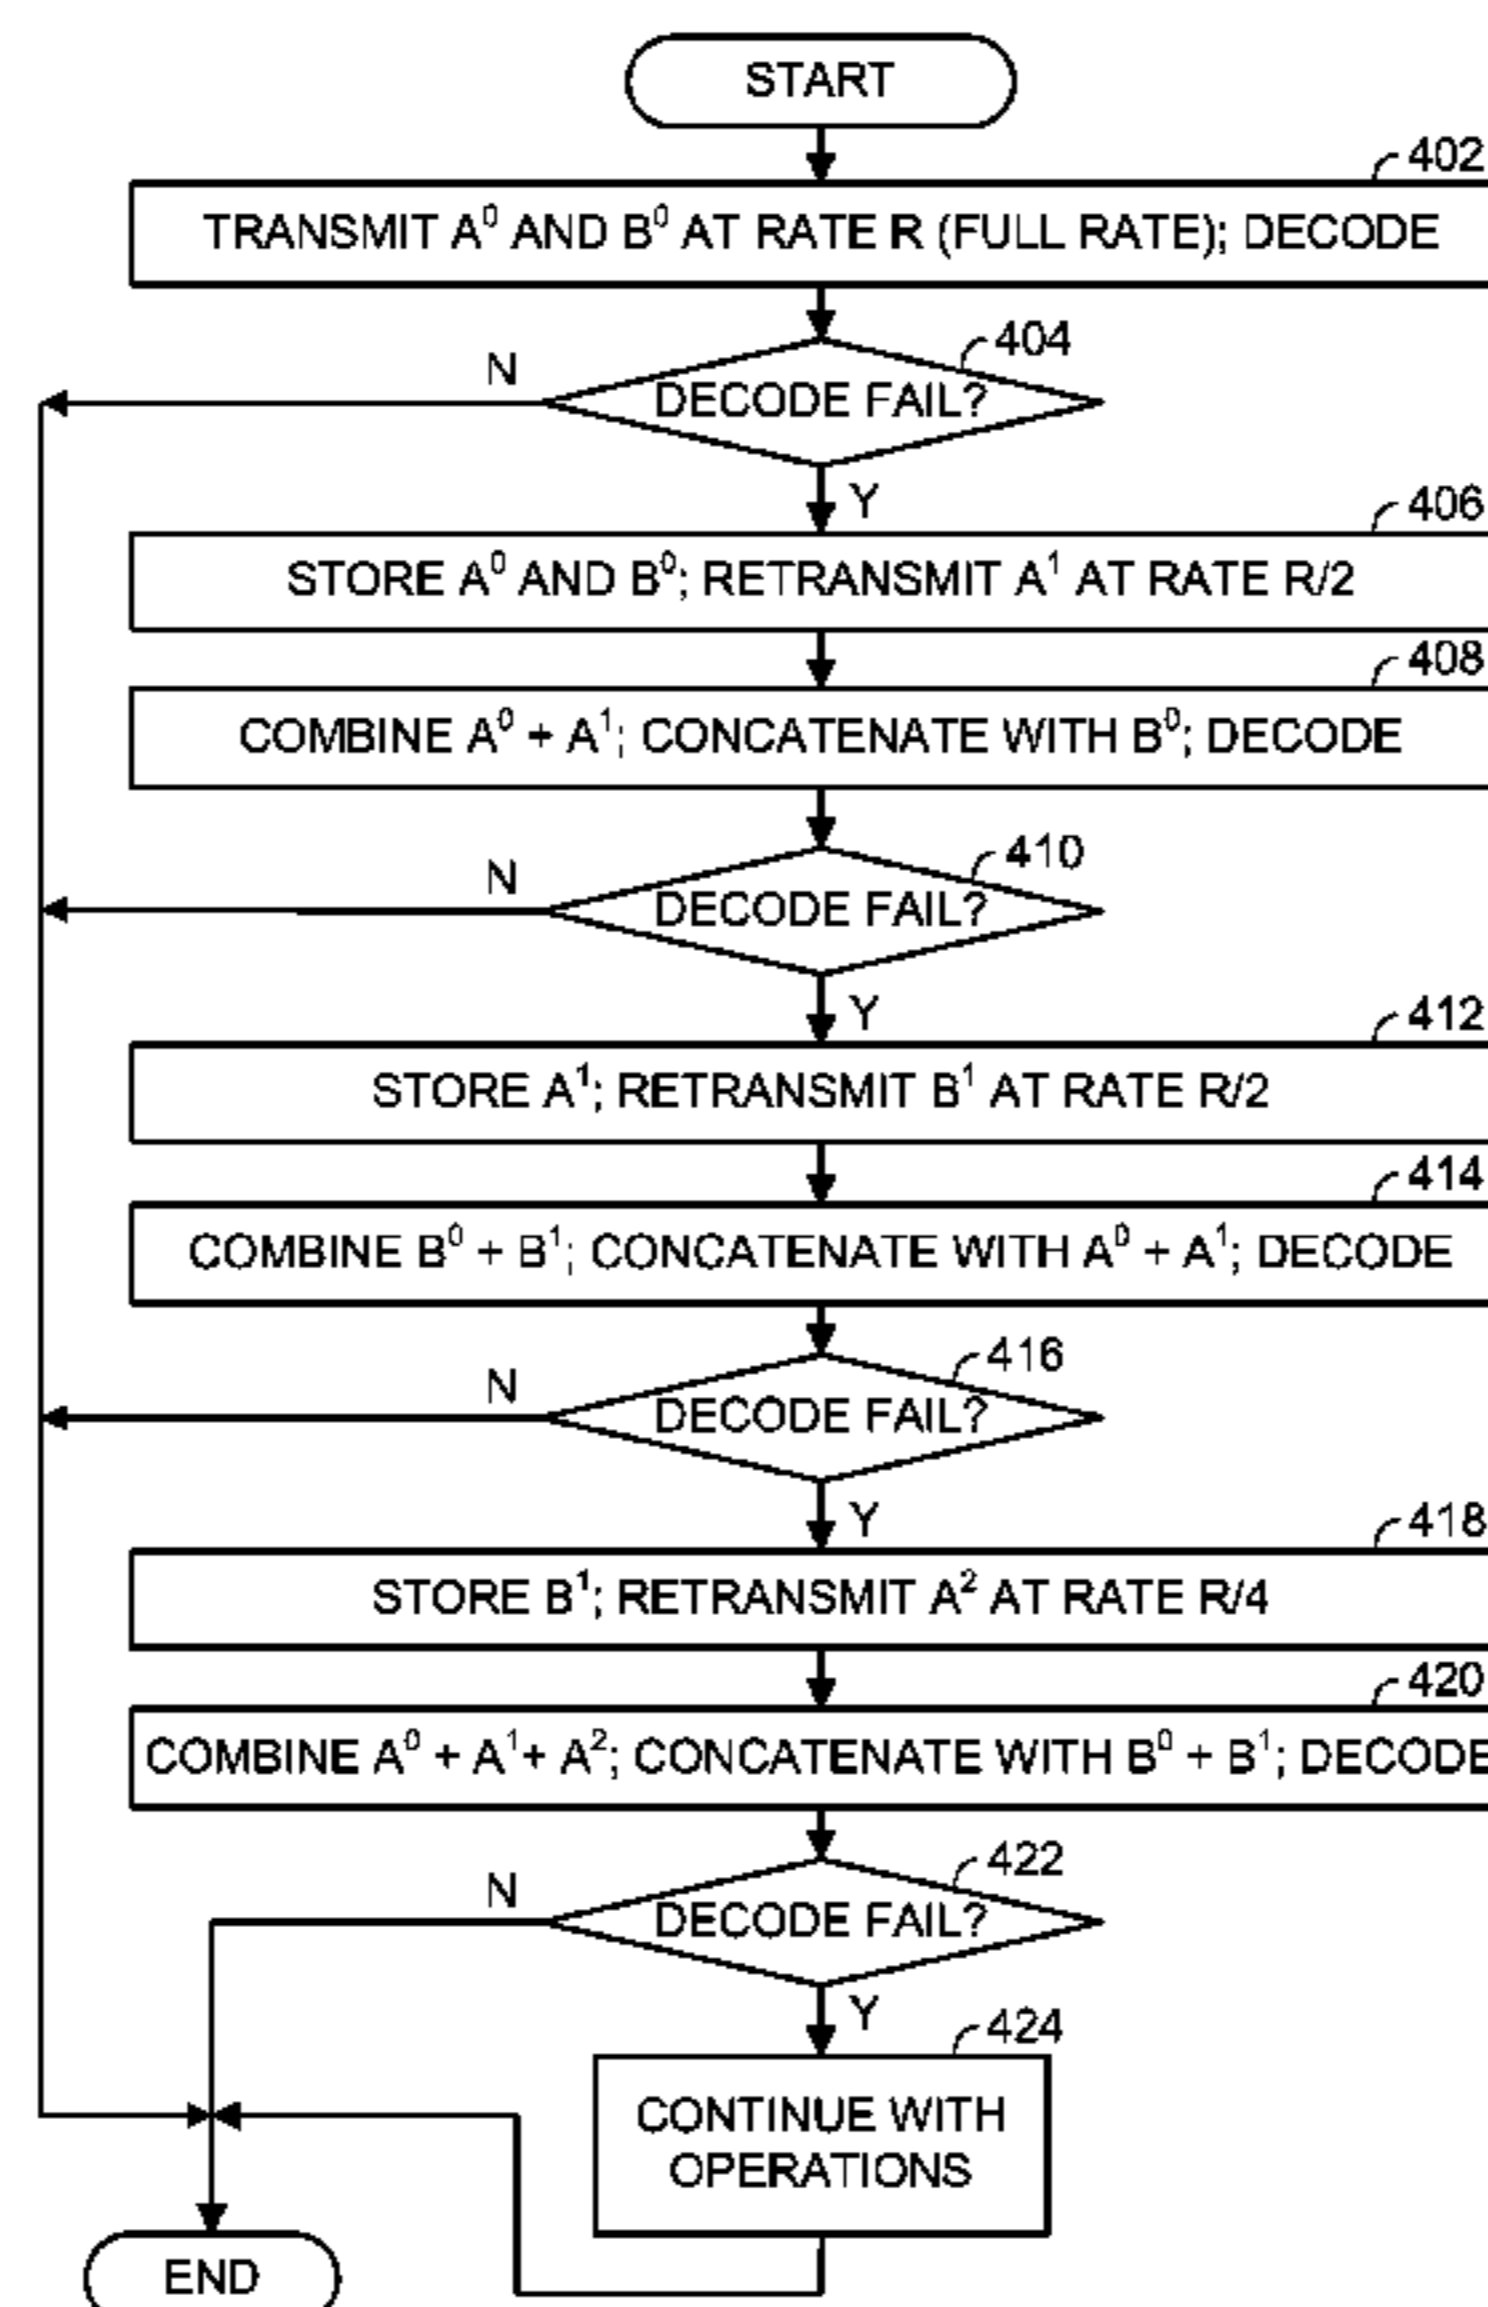 START
402
TRANSMIT A⁰ AND B⁰ AT RATE R (FULL RATE); DECODE
404
N
DECODE FAIL?
Y
406
STORE A⁰ AND B⁰; RETRANSMIT A¹ AT RATE R/2
408
COMBINE A⁰ + A¹; CONCATENATE WITH B⁰; DECODE
410
N
DECODE FAIL?
Y
412
STORE A¹; RETRANSMIT B¹ AT RATE R/2
414
COMBINE B⁰ + B¹; CONCATENATE WITH A⁰ + A¹; DECODE
416
N
DECODE FAIL?
Y
418
STORE B¹; RETRANSMIT A² AT RATE R/4
420
COMBINE A⁰ + A¹+ A²; CONCATENATE WITH B⁰ + B¹; DECODE
422
N
DECODE FAIL?
Y
424
CONTINUE WITH
OPERATIONS
END